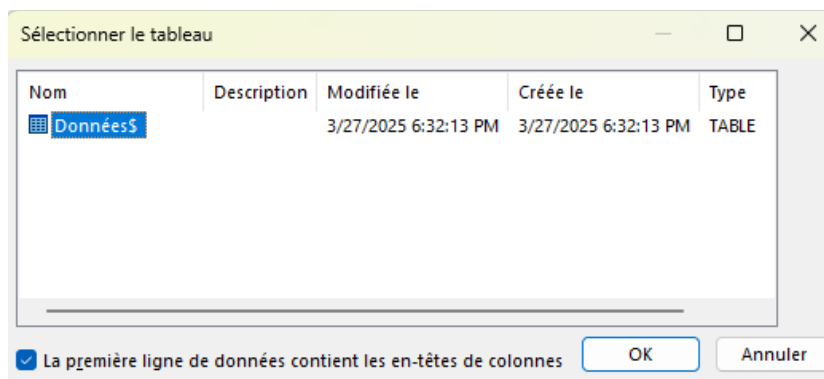 Sélectionner le tableau
Nom Description Modifiée le Créée le Type
Données$ 3/27/2025 6:32:13 PM 3/27/2025 6:32:13 PM TABLE
La première ligne de données contient les en-têtes de colonnes OK Annuler